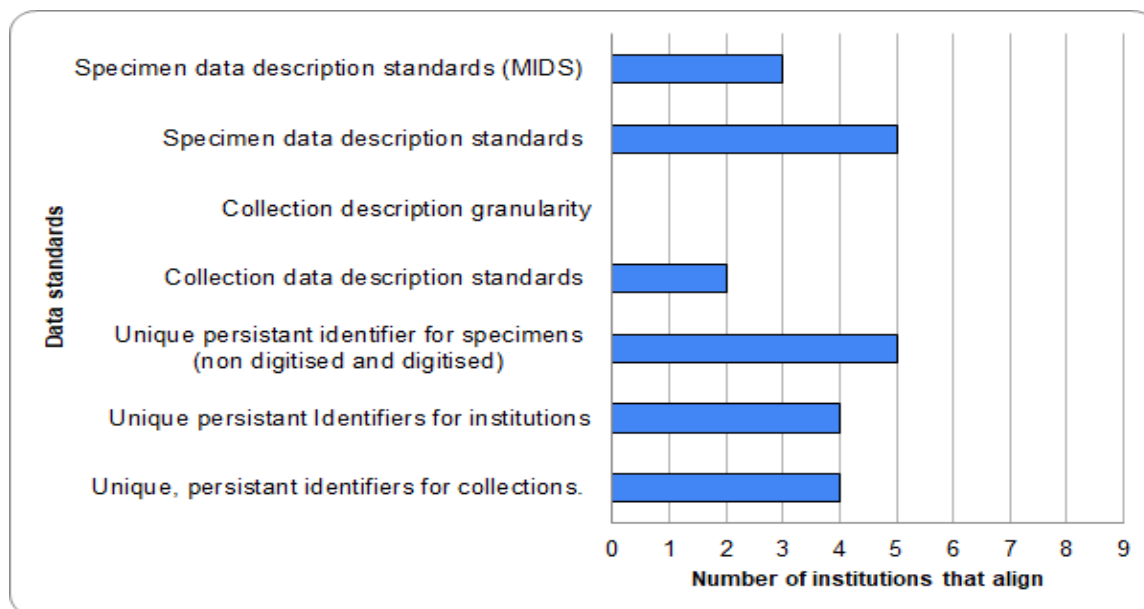 Specimen data description standards (MIDS)
Specimen data description standards
Collection description granularity
Collection data description standards
Unique persistant identifier for specimens
(non digitised and digitised)
Unique persistant Identifiers for institutions
Unique, persistant identifiers for collections.
Data standards
0 1 2 3 4 5 6 7 8 9
Number of institutions that align